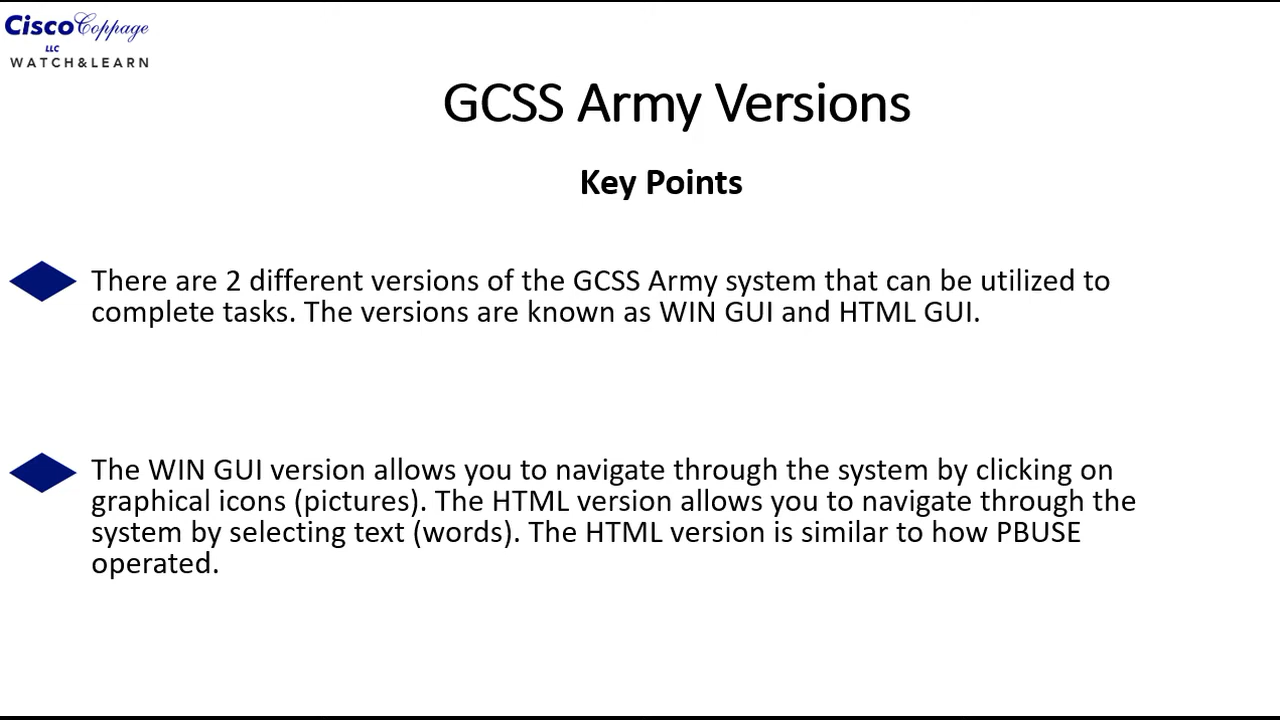 Cisco Coppage
LLC
WATCH&LEARN
GCSS Army Versions
Key Points
There are 2 different versions of the GCSS Army system that can be utilized to
complete tasks. The versions are known as WIN GUI and HTML GUI.
The WIN GUI version allows you to navigate through the system by clicking on
graphical icons (pictures). The HTML version allows you to navigate through the
system by selecting text (words). The HTML version is similar to how PBUSE
operated.